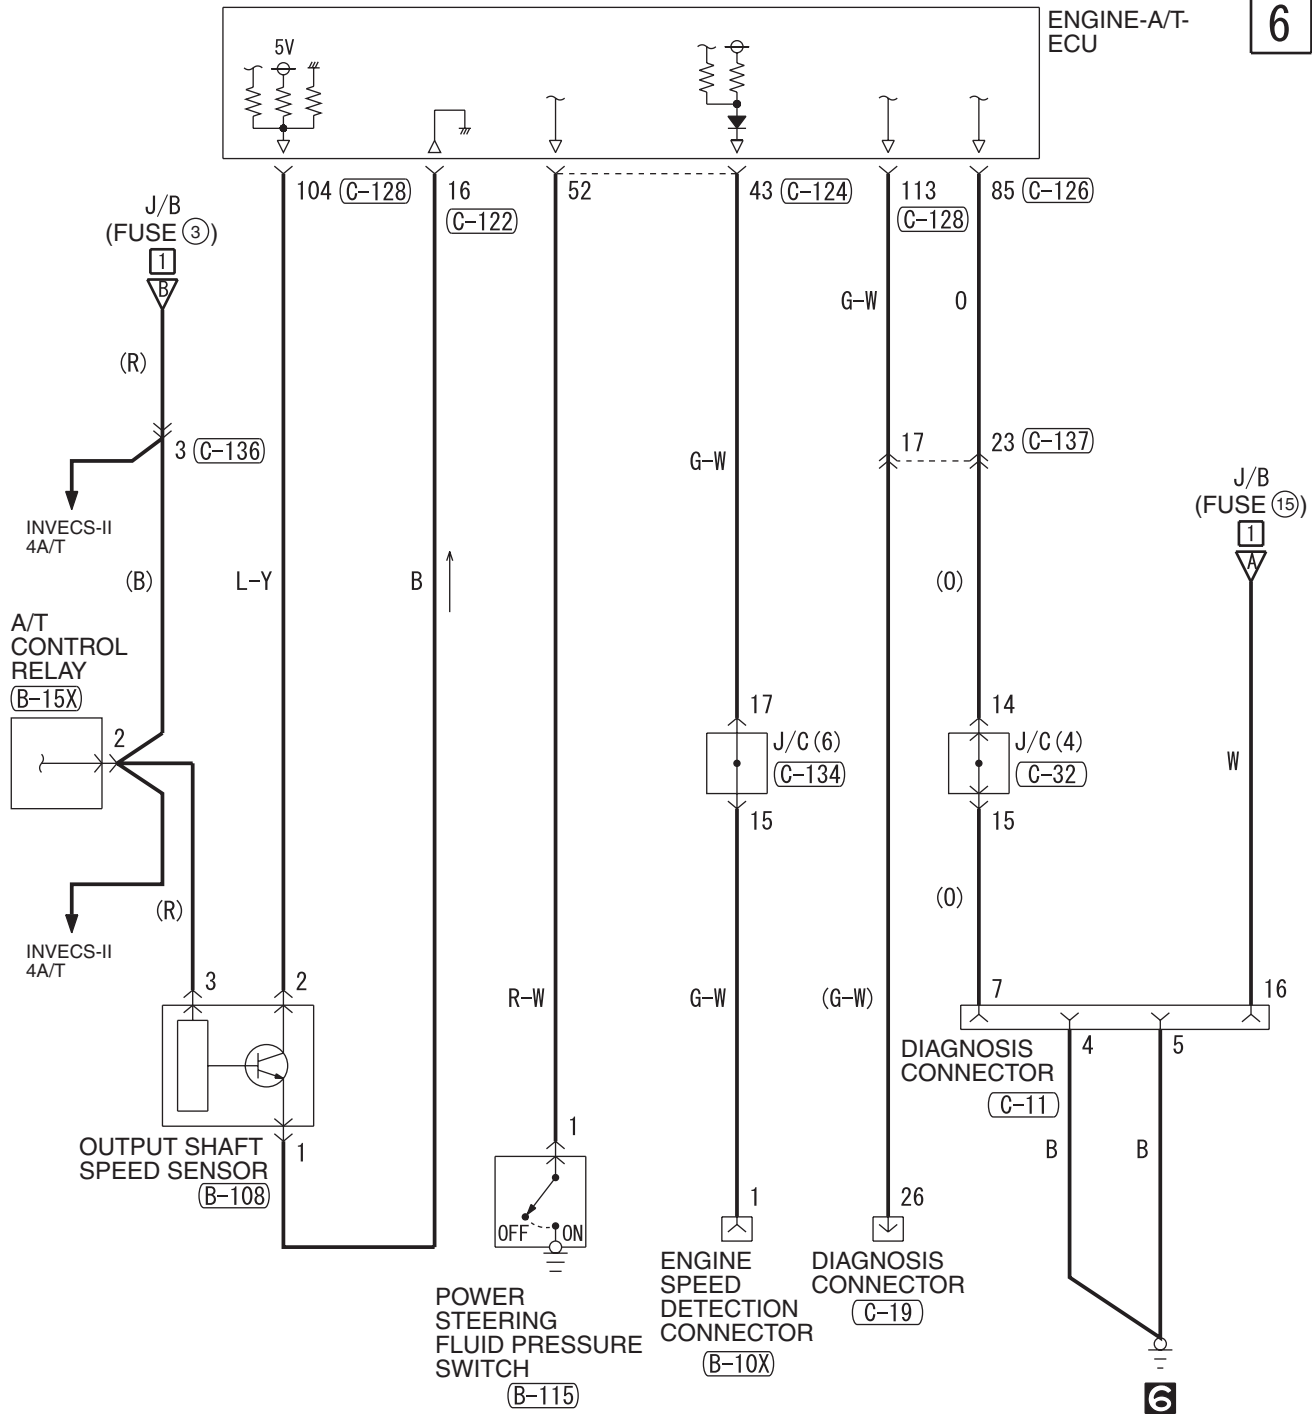 ENGINE-A/T-
ECU
6
5V
104 (C-128)
16
(C-122)
52
43 (C-124)
113
(C-128)
85 (C-126)
J/B
(FUSE ③)
1
B
(R)
G-W
O
3 (C-136)
G-W
17
23 (C-137)
INVECS-II
4A/T
J/B
(FUSE ⑮)
1
A
(B)
L-Y
B
(O)
A/T
CONTROL
RELAY
(B-15X)
2
17
J/C(6)
(C-134)
15
14
J/C(4)
(C-32)
15
W
(R)
(O)
INVECS-II
4A/T
3
2
R-W
G-W
(G-W)
7
16
4
5
DIAGNOSIS
CONNECTOR
(C-11)
OUTPUT SHAFT
SPEED SENSOR
(B-108)
1
1
B
B
OFF
ON
1
26
POWER
STEERING
FLUID PRESSURE
SWITCH
(B-115)
ENGINE
SPEED
DETECTION
CONNECTOR
(B-10X)
DIAGNOSIS
CONNECTOR
(C-19)
6